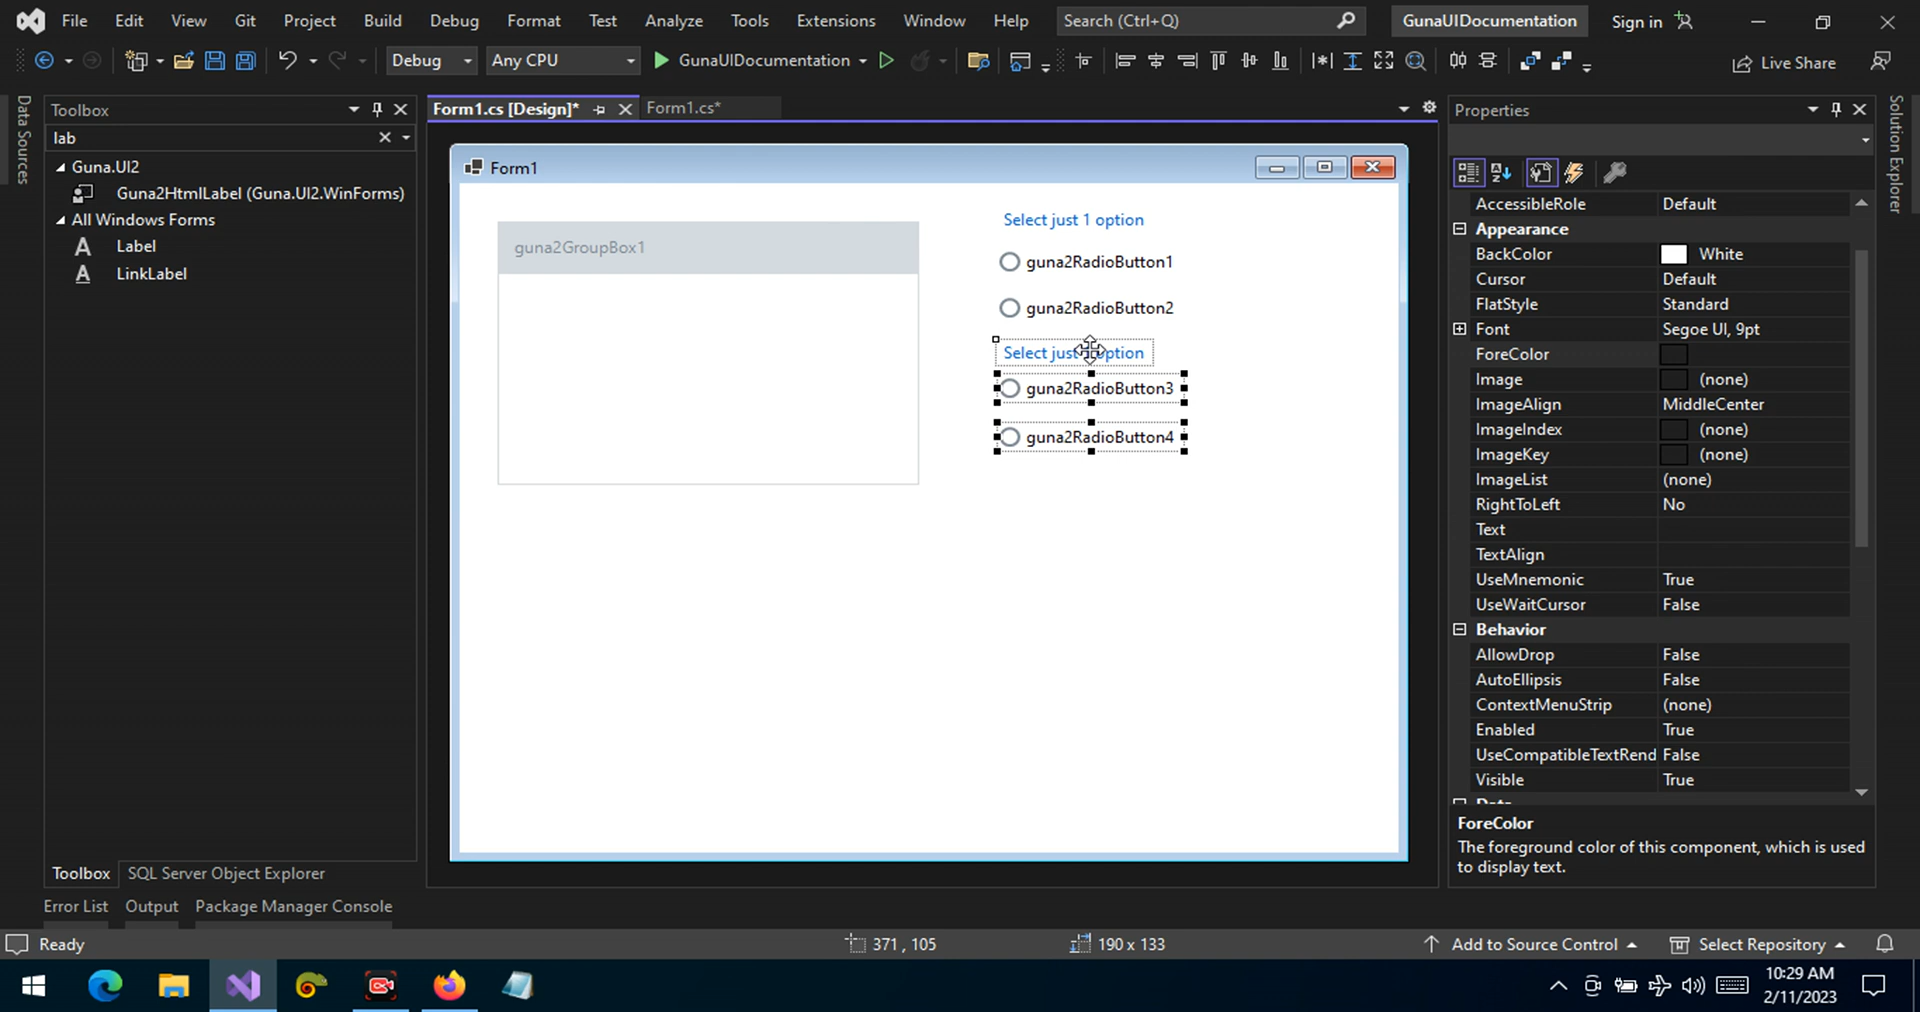 File Edit View Git Project Build Debug Format Test Analyze Tools Extensions Window Help Search (Ctrl+Q) GunaUIDocumentation Sign in
Debug Any CPU GunaUIDocumentation Live Share
Data Sources
Toolbox
lab
Guna.UI2
Guna2HtmlLabel (Guna.UI2.WinForms)
All Windows Forms
A Label
A LinkLabel
Toolbox SQL Server Object Explorer
Form1.cs [Design]* Form1.cs*
Form1
guna2GroupBox1
Select just 1 option
guna2RadioButton1
guna2RadioButton2
Select just option
guna2RadioButton3
guna2RadioButton4
Properties
Solution Explorer
AccessibleRole Default
Appearance
BackColor White
Cursor Default
FlatStyle Standard
Font Segoe UI, 9pt
ForeColor
Image (none)
ImageAlign MiddleCenter
ImageIndex (none)
ImageKey (none)
ImageList (none)
RightToLeft No
Text
TextAlign
UseMnemonic True
UseWaitCursor False
Behavior
AllowDrop False
AutoEllipsis False
ContextMenuStrip (none)
Enabled True
UseCompatibleTextRend False
Visible True
ForeColor
The foreground color of this component, which is used
to display text.
Error List Output Package Manager Console
Ready 371 , 105 190 x 133 Add to Source Control Select Repository
10:29 AM
2/11/2023